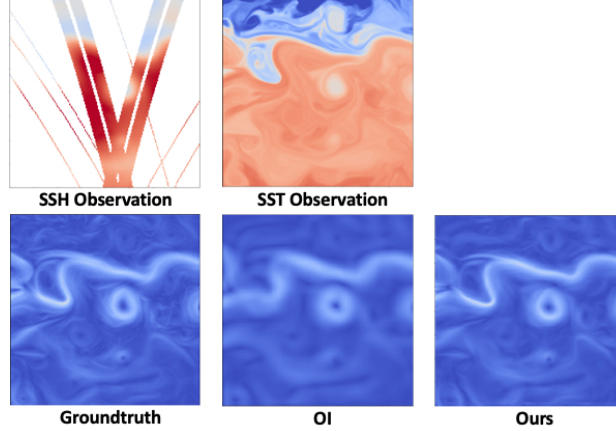 SSH Observation
SST Observation
Groundtruth
OI
Ours